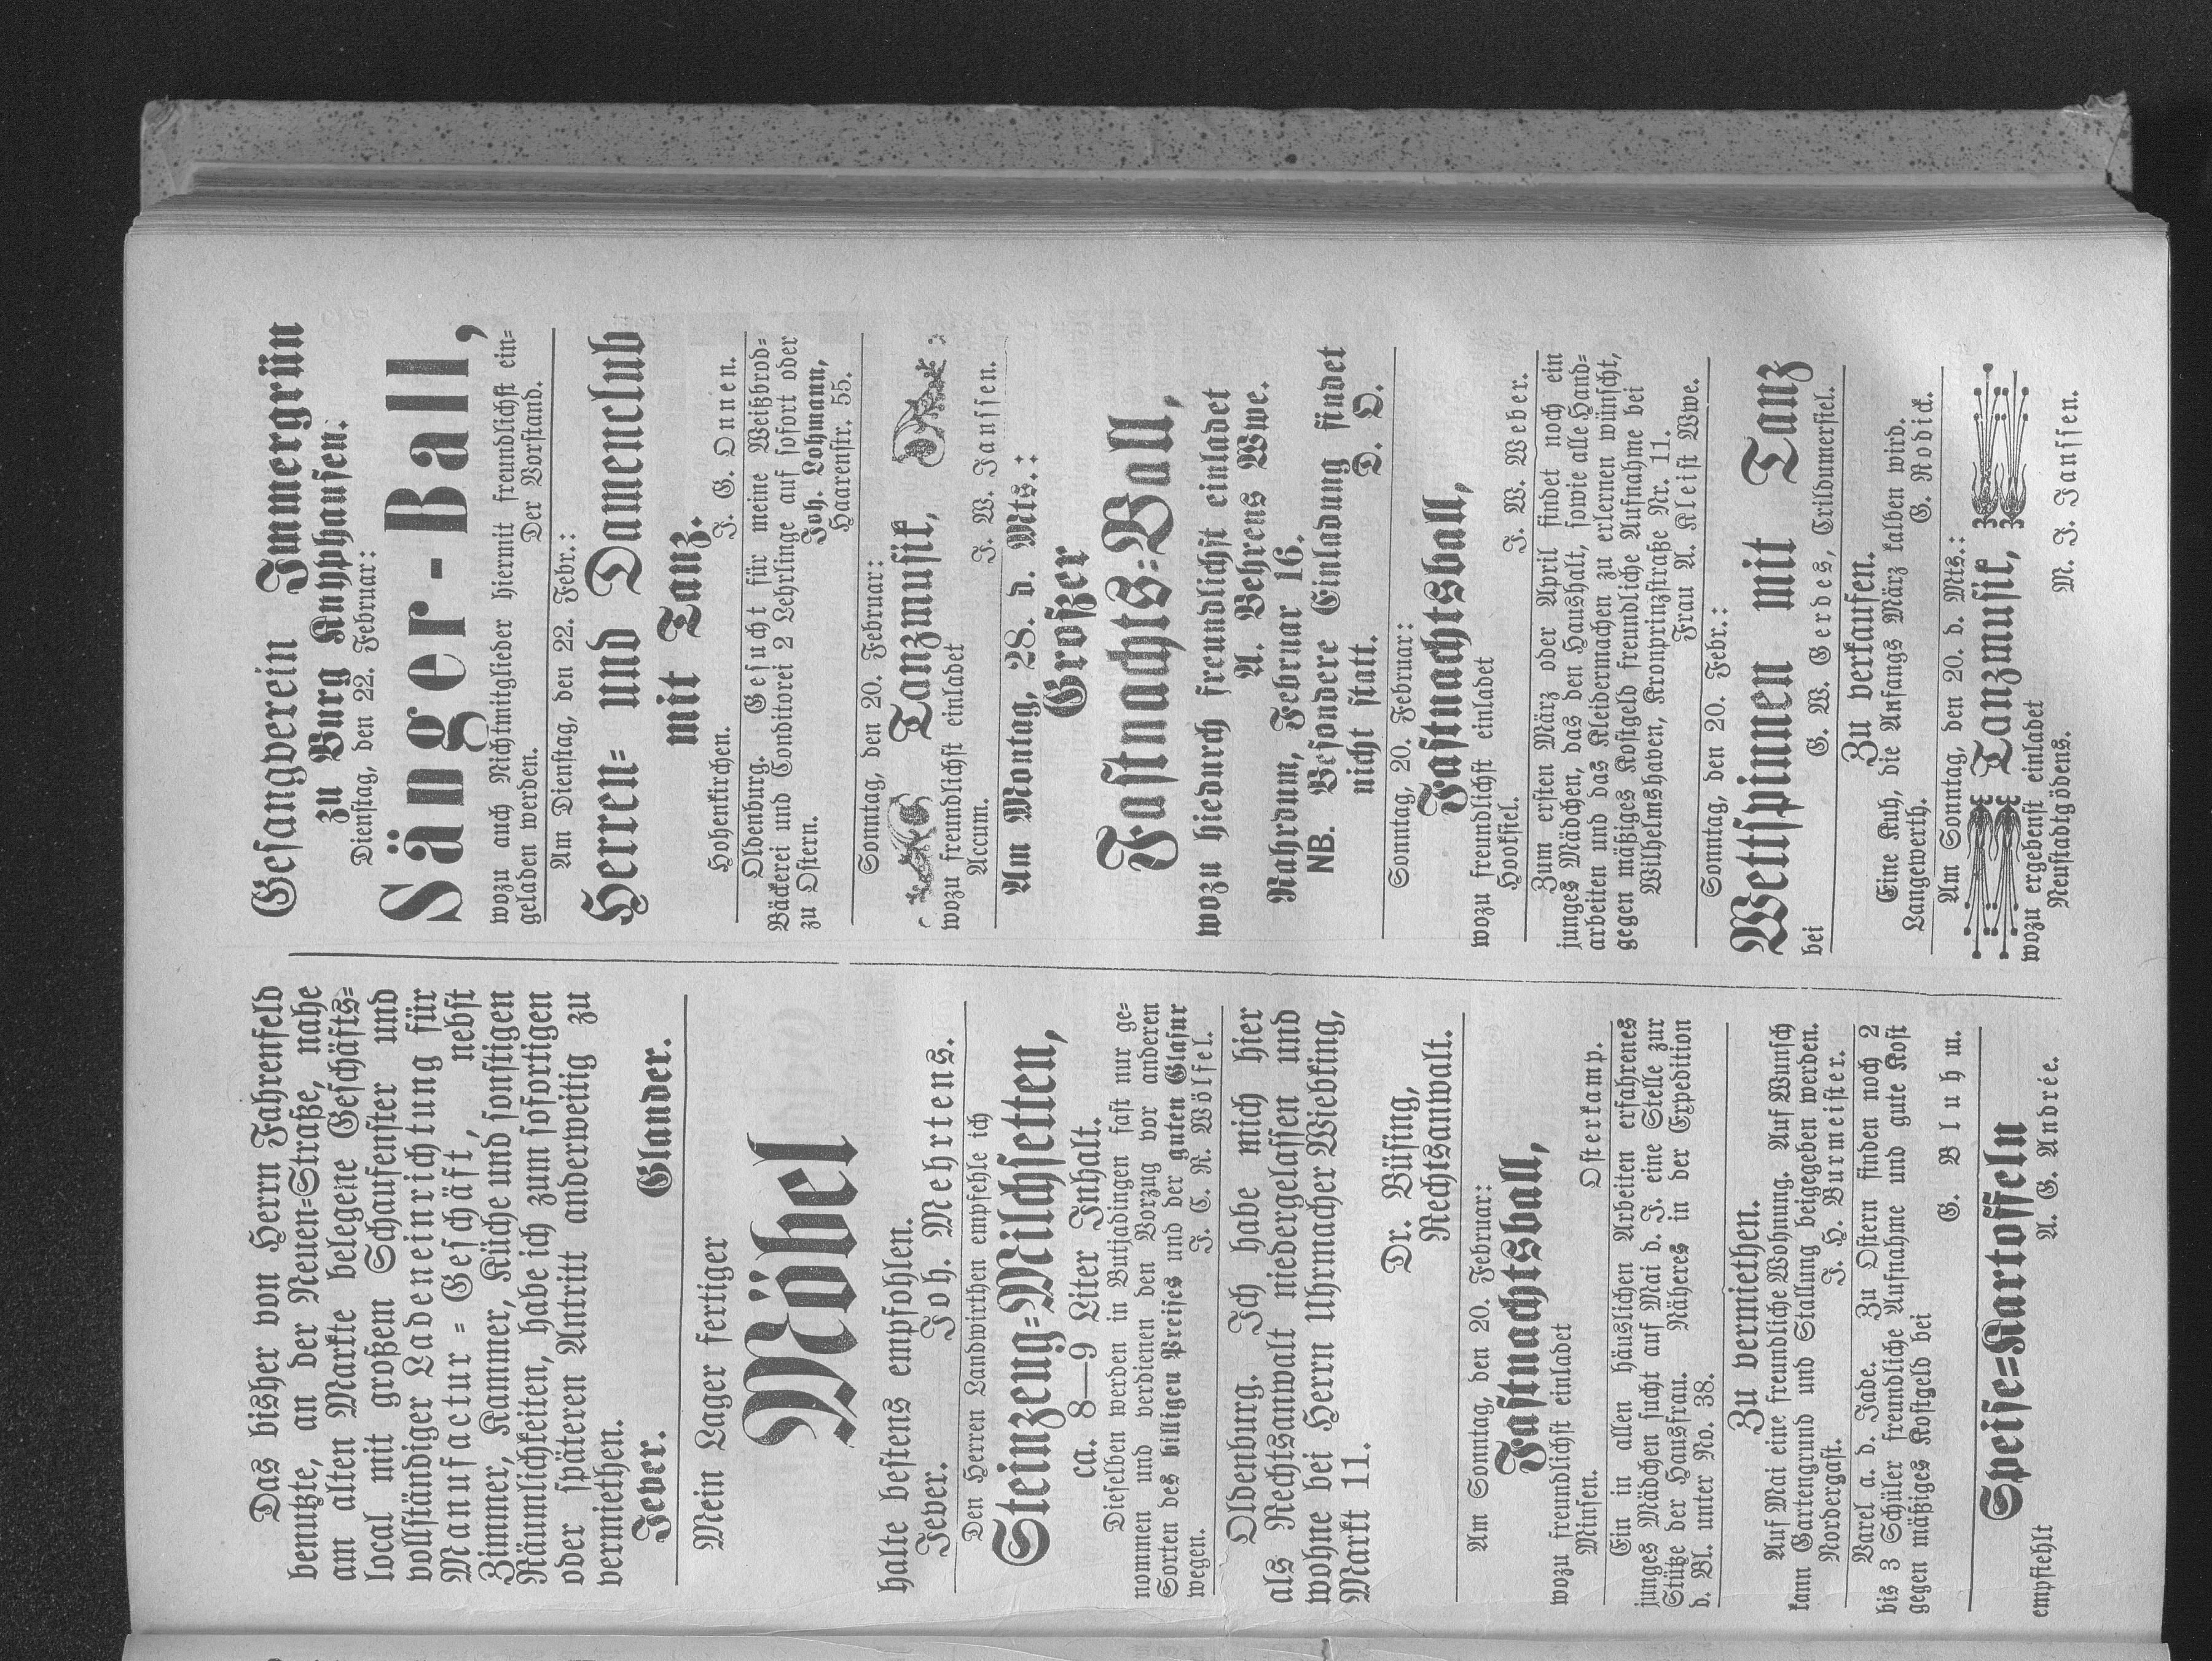 Das bisher von Herrn Fahrenfeld
benutzte, an der Neuen=Straße, nahe
am alten Markte belegene Geschäfts=
local mit großem Schaufenster und
vollständiger Ladeneinrichtung für
Manufactur = Geschäft, nebst
Zimmer, Kammer, Küche und sonstigen
Räumlichkeiten, habe ich zum sofortigen
oder späteren Antritt anderweitig zu
vermiethen.
Jever. Glander.
Mein Lager fertiger
Möbel
halte bestens empfohlen.
Jever. Joh. Mehrtens.
Den Herren Landwirthen empfehle ich
Steinzeug=Milchsetten,
ca. 8—9 Liter Inhalt.
Dieselben werden in Butjadingen fast nur ge=
nommen und verdienen den Vorzug vor anderen
Sorten des billigen Preises und der guten Glasur
wegen. J. C. R. Wölfel.
Oldenburg. Ich habe mich hier
als Rechtsanwalt niedergelassen und
wohne bei Herrn Uhrmacher Wiebking,
Markt 11.
Dr. Büsing,
Rechtsanwalt.
Am Sonntag, den 20. Februar:
Fastnachtsball,
wozu freundlichst einladet
Minsen. Osterkamp.
Ein in allen häuslichen Arbeiten erfahrenes
junges Mädchen sucht auf Mai d. J. eine Stelle zur
Stütze der Hausfrau. Näheres in der Expedition
d. Bl. unter No. 38.
Zu vermiethen.
Auf Mai eine freundliche Wohnung. Auf Wunsch
kann Gartengrund und Stallung beigegeben werden.
Nordergast. J. H. Burmeister.
Varel a. d. Jade. Zu Ostern finden noch 2
bis 3 Schüler freundliche Aufnahme und gute Kost
gegen mäßiges Kostgeld bei
G. Bluhm.
Speise=Kartoffeln
empfiehlt A. G. Andrée.
Gesangverein Immergrün
zu Burg Knyphausen.
Dienstag, den 22. Februar:
Sänger-Ball,
wozu auch Nichtmitglieder hiermit freundlichst ein=
geladen werden. Der Vorstand.
Am Dienstag, den 22. Febr.:
Herren= und Damenclub
mit Tanz.
Hohenkirchen. J. G. Onnen.
Oldenburg. Gesucht für meine Weißbrod=
Bäckerei und Conditorei 2 Lehrlinge auf sofort oder
zu Ostern. Joh. Lohmann,
Haarenstr. 55.
Sonntag, den 20. Februar:
Tanzmusik,
wozu freundlichst einladet
Accum. J. W. Janssen.
Am Montag, 28. d. Mts.:
Großer
Fastnachts=Ball,
wozu hiedurch freundlichst einladet
A. Behrens Wwe.
Nahrdum, Februar 16.
NB. Besondere Einladung findet
nicht statt. D. O.
Sonntag, 20. Februar:
Fastnachtsball,
wozu freundlichst einladet
Hooksiel. J. W. Weber.
Zum ersten März oder April findet noch ein
junges Mädchen, das den Haushalt, sowie alle Hand=
arbeiten und das Kleidermachen zu erlernen wünscht,
gegen mäßiges Kostgeld freundliche Aufnahme bei
Wilhelmshaven, Kronprinzstraße Nr. 11.
Frau A. Kleist Wwe.
Sonntag, den 20. Febr.:
Wettspinnen mit Tanz
bei G. W. Gerdes, Crildumersiel.
Zu verkaufen.
Eine Kuh, die Anfangs März kalben wird.
Langewerth. G. Rodick.
Am Sonntag, den 20. d. Mts.:
Tanzmusik,
wozu ergebenst einladet
Neustadtgödens. M. J. Janssen.